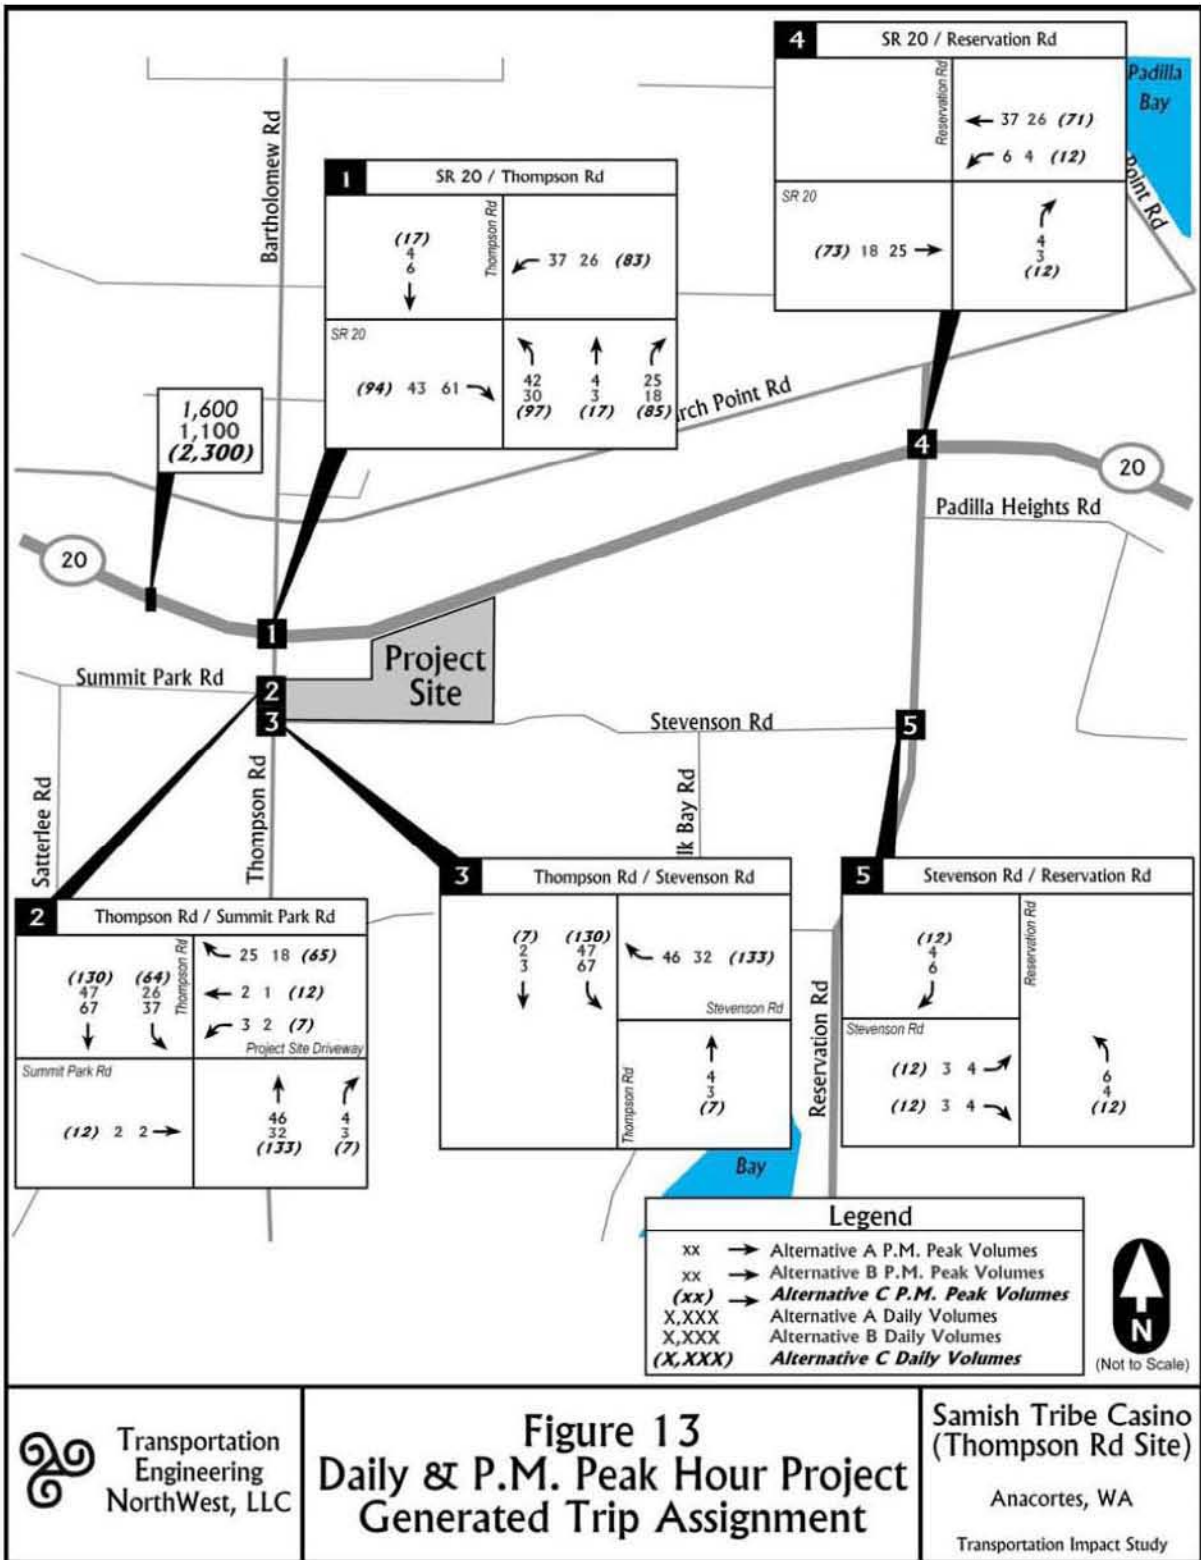 4
SR 20 / Reservation Rd
Reservation Rd
37 26 (71)
6 4 (12)
SR 20
(73) 18 25
4
3
(12)
Padilla
Bay
Point Rd
Bartholomew Rd
1
SR 20 / Thompson Rd
Thompson Rd
(17)
4
6
37 26 (83)
SR 20
(94) 43 61
42 4 25
30 3 18
(97) (17) (85)
rch Point Rd
1,600
1,100
(2,300)
4
20
Padilla Heights Rd
20
1
Project
Site
Summit Park Rd
2
3
Stevenson Rd
5
Satterlee Rd
Thompson Rd
lk Bay Rd
2
Thompson Rd / Summit Park Rd
Thompson Rd
(130) (64)
47 26
67 37
25 18 (65)
2 1 (12)
3 2 (7)
Project Site Driveway
Summit Park Rd
(12) 2 2
46 4
32 3
(133) (7)
3
Thompson Rd / Stevenson Rd
(7) (130)
2 47
3 67
46 32 (133)
Stevenson Rd
Thompson Rd
4
3
(7)
Reservation Rd
5
Stevenson Rd / Reservation Rd
Reservation Rd
(12)
4
6
Stevenson Rd
(12) 3 4
(12) 3 4
6
4
(12)
Bay
Legend
xx Alternative A P.M. Peak Volumes
xx Alternative B P.M. Peak Volumes
(xx) Alternative C P.M. Peak Volumes
X,XXX Alternative A Daily Volumes
X,XXX Alternative B Daily Volumes
(X,XXX) Alternative C Daily Volumes
N
(Not to Scale)
Transportation
Engineering
NorthWest, LLC
Figure 13
Daily & P.M. Peak Hour Project
Generated Trip Assignment
Samish Tribe Casino
(Thompson Rd Site)
Anacortes, WA
Transportation Impact Study